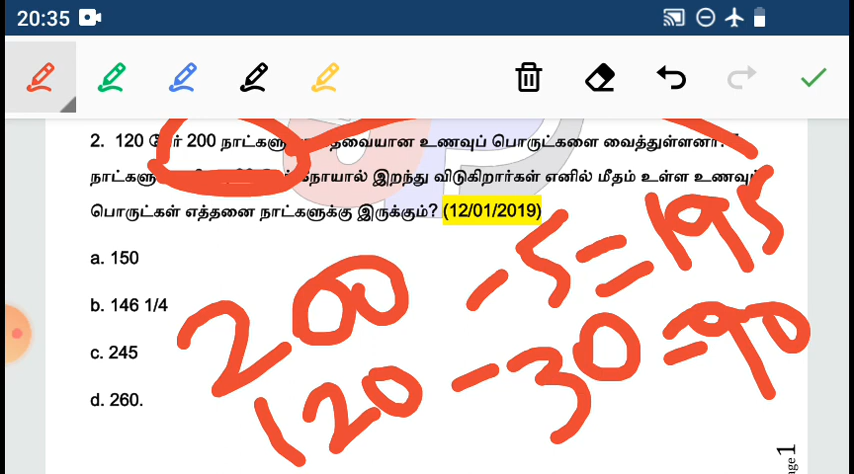 20:35
2. 120 பேர் 200 நாட்களு தேவையான உணவுப் பொருட்களை வைத்துள்ளனர்.
நாட்களு நோயால் இறந்து விடுகிறார்கள் எனில் மீதம் உள்ள உணவுப்
பொருட்கள் எத்தனை நாட்களுக்கு இருக்கும்? (12/01/2019)
a. 150
200 - 5 = 195
b. 146 1/4
c. 245
120 - 30 = 90
d. 260.
age 1